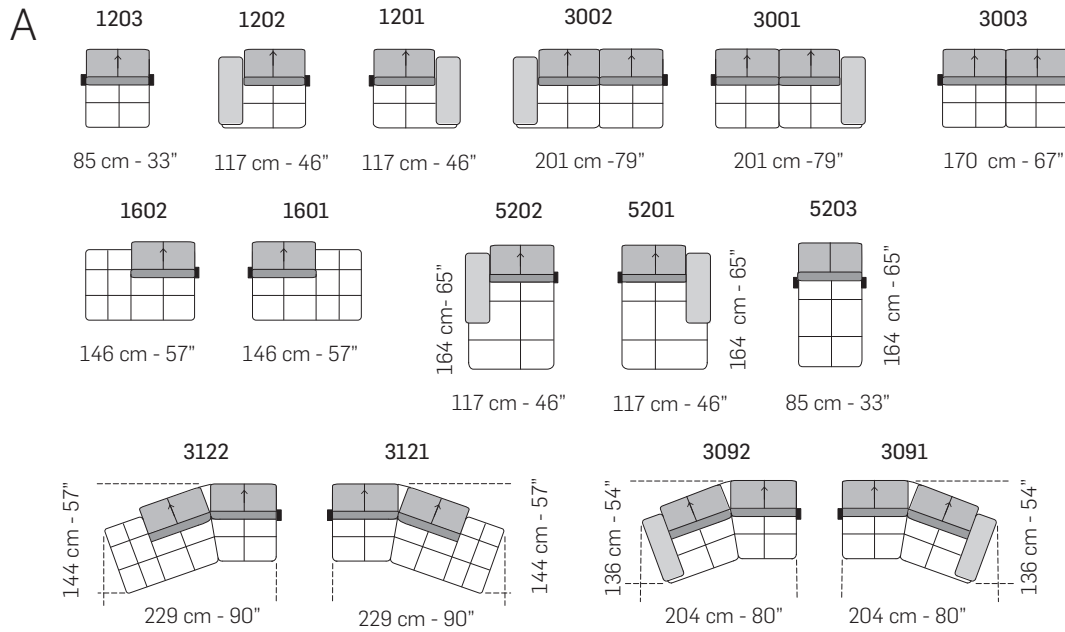 A
1203 1202 1201 3002 3001 3003
85 cm - 33" 117 cm - 46" 117 cm - 46" 201 cm -79" 201 cm -79" 170 cm - 67"
1602 1601 5202 5201 5203
164 cm- 65" 164 cm - 65" 164 cm - 65"
146 cm - 57" 146 cm - 57"
117 cm - 46" 117 cm - 46" 85 cm - 33"
3122 3121 3092 3091
144 cm - 57" 144 cm - 57" 136 cm - 54" 136 cm - 54"
229 cm - 90" 229 cm - 90" 204 cm - 80" 204 cm - 80"